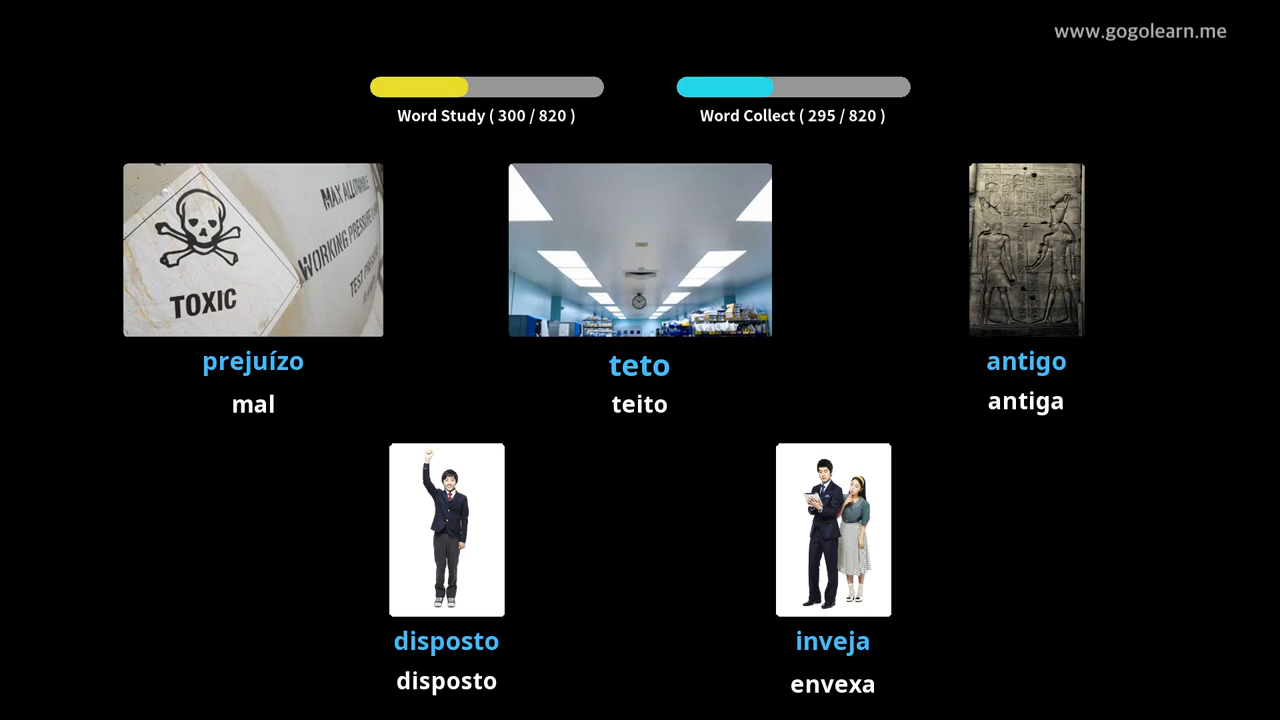 www.gogolearn.me
Word Study ( 300 / 820 )
Word Collect ( 295 / 820 )
TOXIC
MAX ALLOWABLE
WORKING PRESSURE
TEST
prejuízo
mal
teto
teito
antigo
antiga
disposto
disposto
inveja
envexa